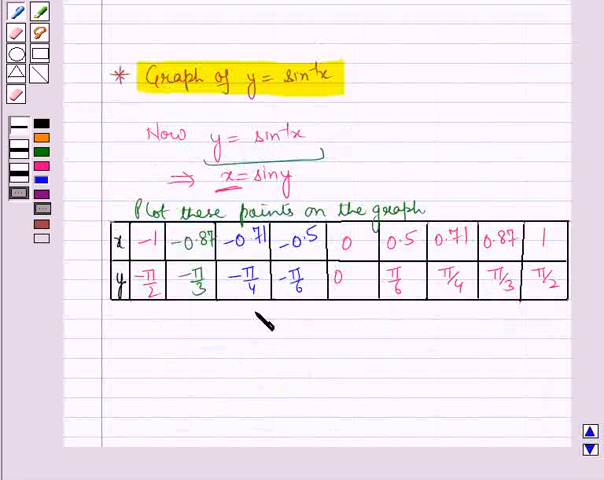 * Graph of y = sin⁻¹x
Now y = sin⁻¹x
⇒ x = siny
Plot these points on the graph
x -1 -0.87 -0.71 -0.5 0 0.5 0.71 0.87 1
y -π/2 -π/3 -π/4 -π/6 0 π/6 π/4 π/3 π/2